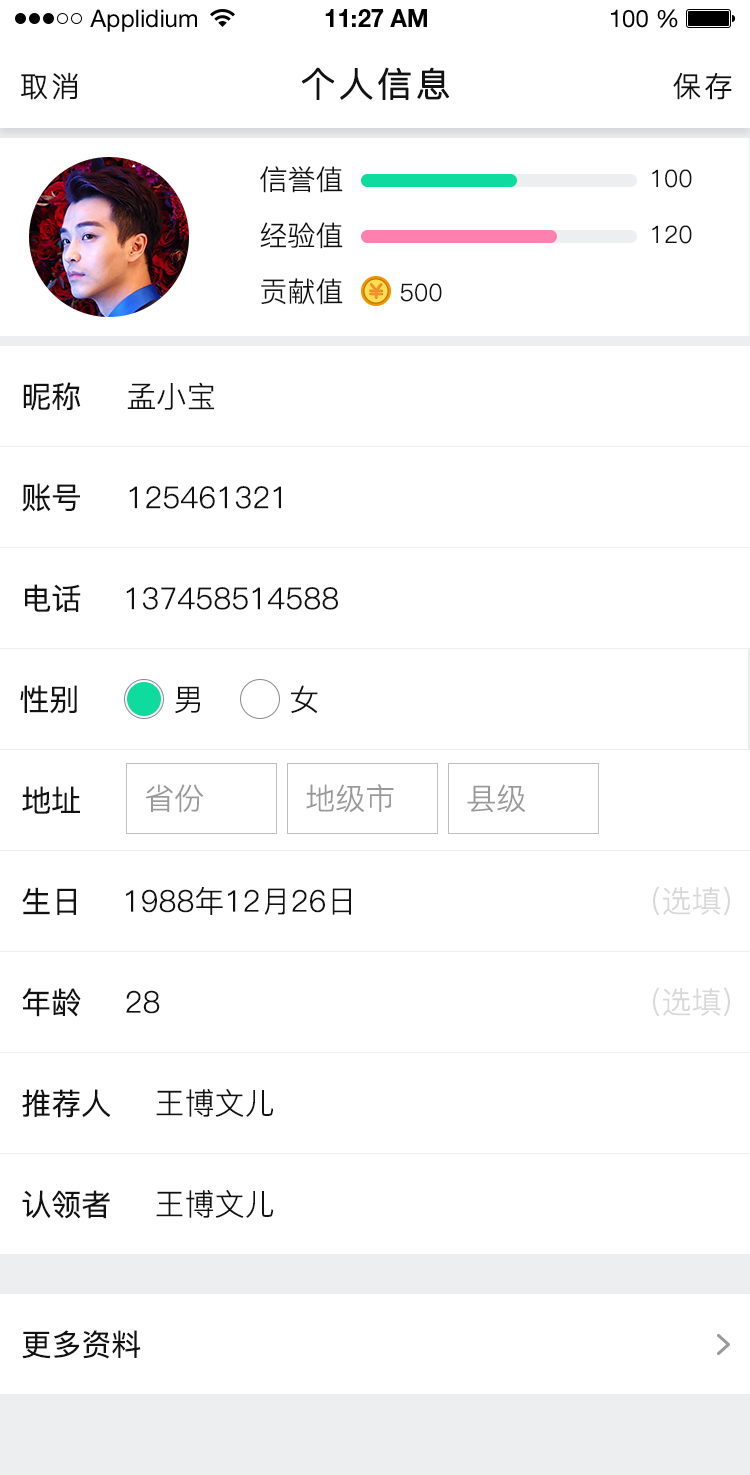 Applidium 11:27 AM 100 %
取消 个人信息 保存
信誉值 100
经验值 120
贡献值 ¥ 500
昵称 孟小宝
账号 125461321
电话 137458514588
性别 男 女
地址 省份 地级市 县级
生日 1988年12月26日 (选填)
年龄 28 (选填)
推荐人 王博文儿
认领者 王博文儿
更多资料